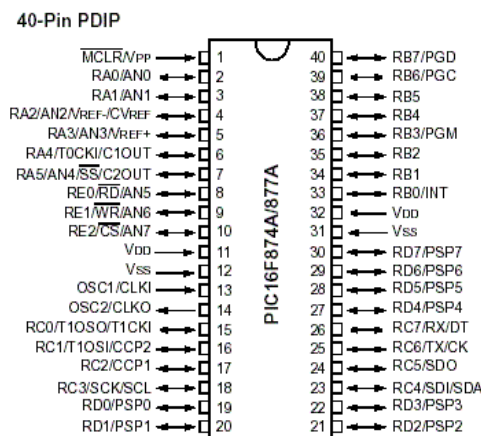 40-Pin PDIP
MCLR/VPP 1 40 RB7/PGD
RA0/AN0 2 39 RB6/PGC
RA1/AN1 3 38 RB5
RA2/AN2/VREF-/CVREF 4 37 RB4
RA3/AN3/VREF+ 5 36 RB3/PGM
RA4/T0CKI/C1OUT 6 35 RB2
RA5/AN4/SS/C2OUT 7 34 RB1
RE0/RD/AN5 8 33 RB0/INT
RE1/WR/AN6 9 32 VDD
RE2/CS/AN7 10 31 VSS
VDD 11 30 RD7/PSP7
VSS 12 29 RD6/PSP6
OSC1/CLKI 13 28 RD5/PSP5
OSC2/CLKO 14 27 RD4/PSP4
RC0/T1OSO/T1CKI 15 26 RC7/RX/DT
RC1/T1OSI/CCP2 16 25 RC6/TX/CK
RC2/CCP1 17 24 RC5/SDO
RC3/SCK/SCL 18 23 RC4/SDI/SDA
RD0/PSP0 19 22 RD3/PSP3
RD1/PSP1 20 21 RD2/PSP2
PIC16F874A/877A